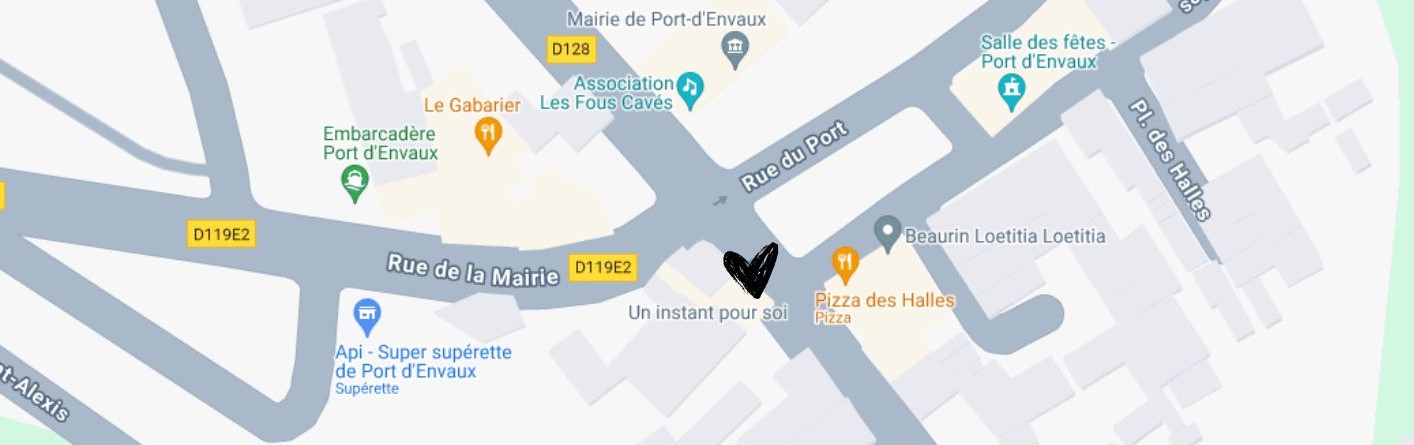 Mairie de Port-d'Envaux
D128
Salle des fêtes -
Port d'Envaux
Association
Les Fous Cavés
Le Gabarier
Embarcadère
Port d'Envaux
Rue du Port
Pl. des Halles
D119E2
Beaurin Loetitia Loetitia
Rue de la Mairie
D119E2
Pizza des Halles
Pizza
Un instant pour soi
Api - Super supérette
de Port d'Envaux
Supérette
t-Alexis